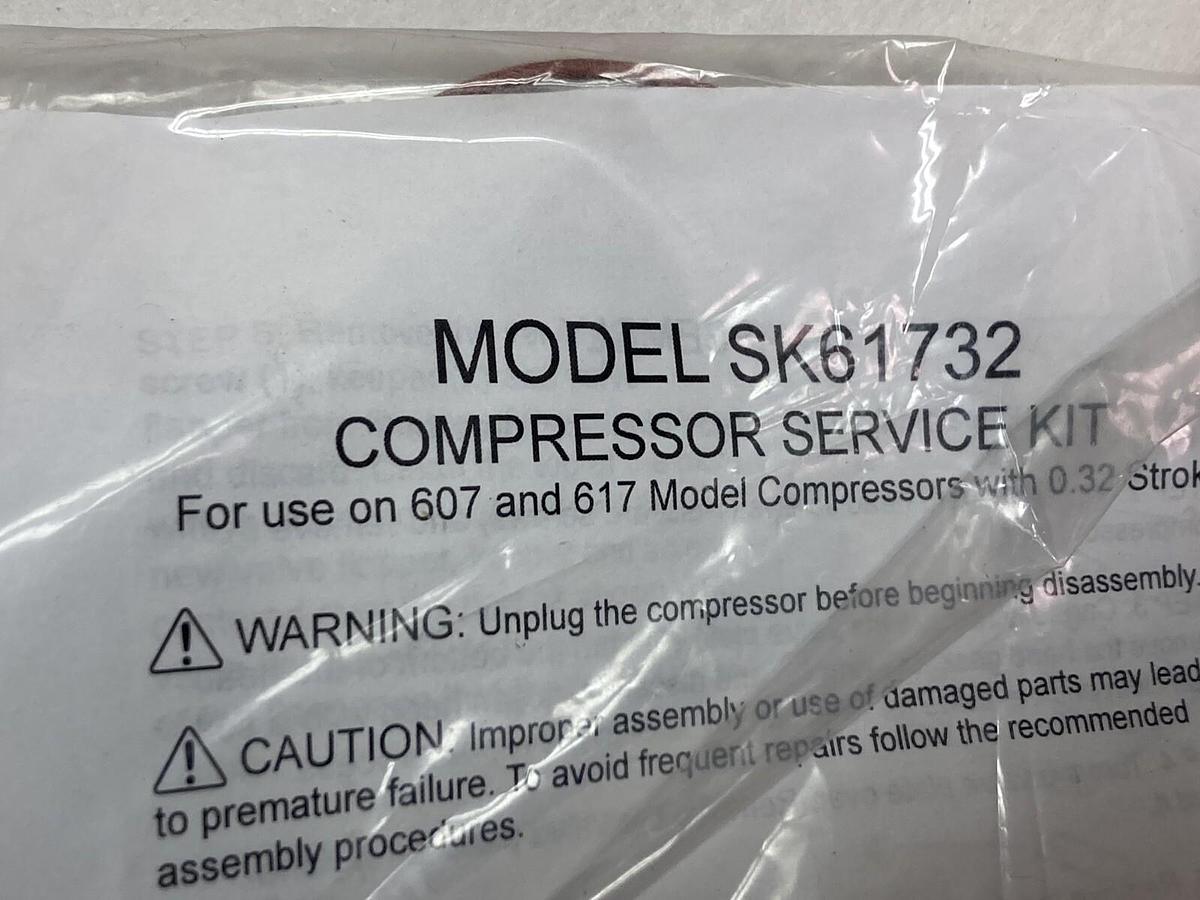 MODEL SK61732
COMPRESSOR SERVICE KIT
For use on 607 and 617 Model Compressors with 0.32 Strok
WARNING: Unplug the compressor before beginning disassembly.
CAUTION: Improper assembly or use of damaged parts may lead
to premature failure. To avoid frequent repairs follow the recommended
assembly procedures.